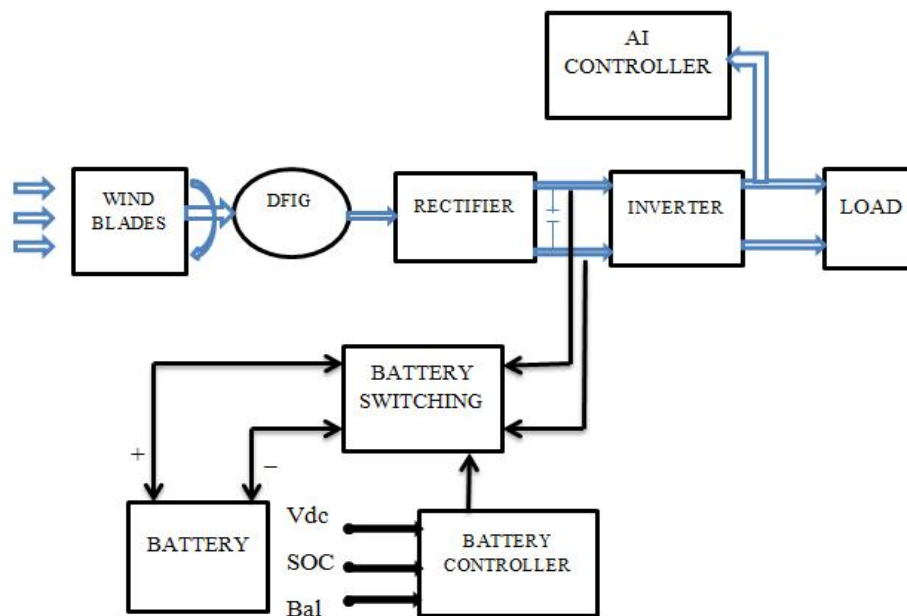 AI
CONTROLLER
WIND
BLADES
DFIG
RECTIFIER
INVERTER
LOAD
BATTERY
SWITCHING
+
−
BATTERY
Vdc
SOC
Bal
BATTERY
CONTROLLER